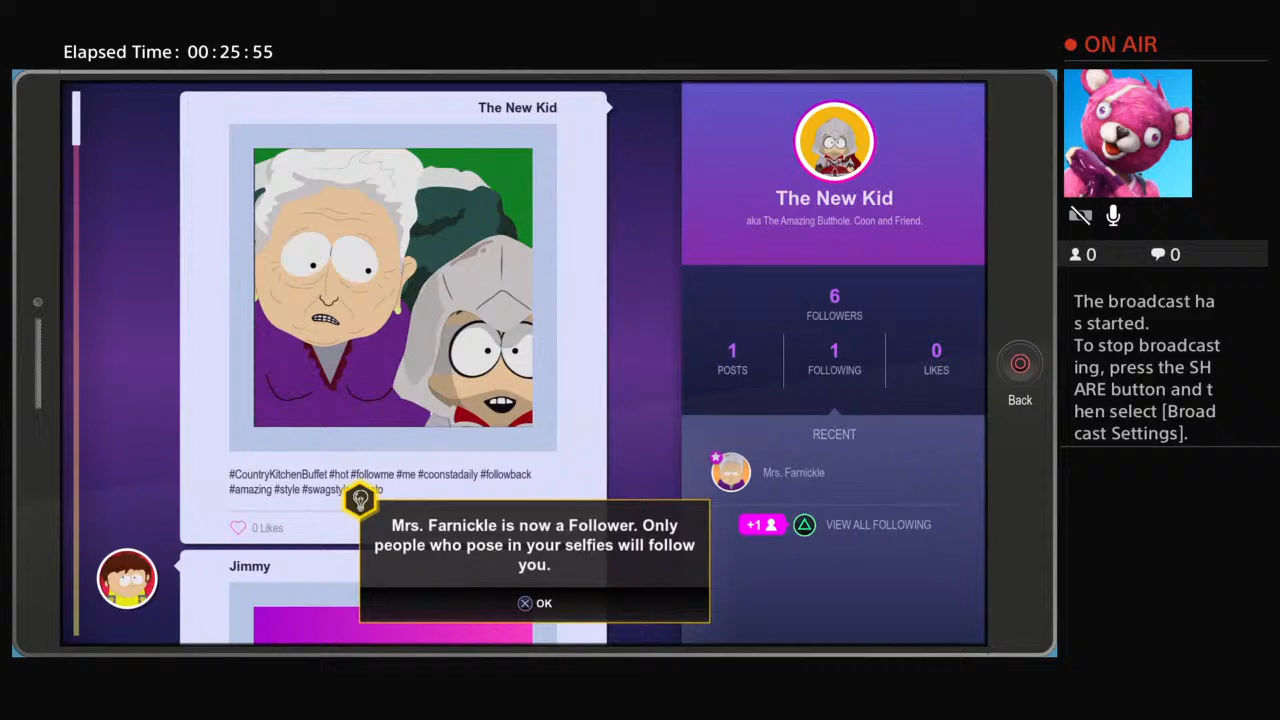 Elapsed Time: 00:25:55
ON AIR
The New Kid
#CountryKitchenBuffet #hot #followme #me #coonstadaily #followback
#amazing #style
0 Likes
Jimmy
The New Kid
aka The Amazing Butthole. Coon and Friend.
6
FOLLOWERS
1
POSTS
1
FOLLOWING
0
LIKES
RECENT
Mrs. Farnickle
+1
VIEW ALL FOLLOWING
Mrs. Farnickle is now a Follower. Only
people who pose in your selfies will follow
you.
OK
Back
0
0
The broadcast ha
s started.
To stop broadcast
ing, press the SH
ARE button and t
hen select [Broad
cast Settings].